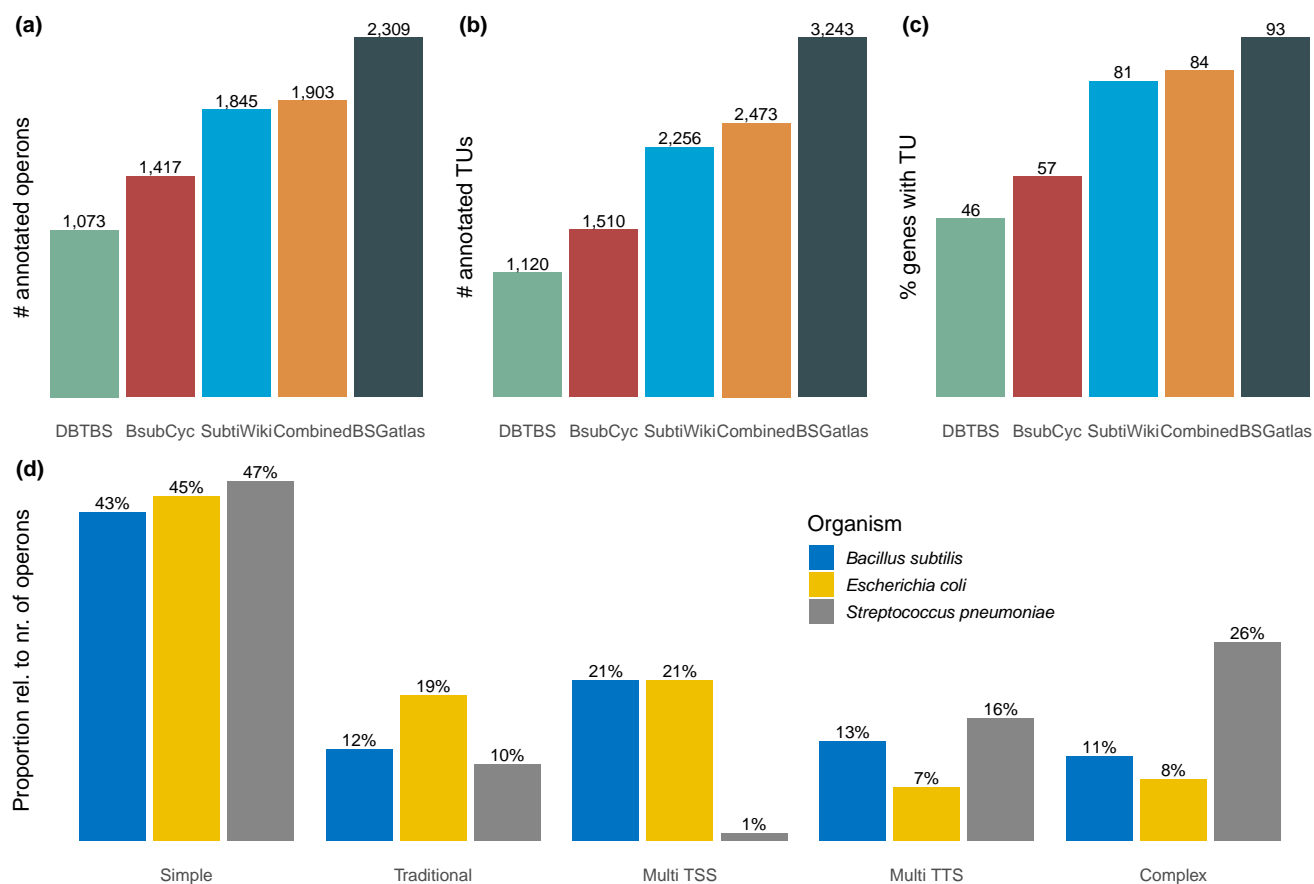 (a)
# annotated operons
1,073
1,417
1,845
1,903
2,309
DBTBS
BsubCyc
SubtiWiki
Combined
BSGatlas
(b)
# annotated TUs
1,120
1,510
2,256
2,473
3,243
DBTBS
BsubCyc
SubtiWiki
Combined
BSGatlas
(c)
% genes with TU
46
57
81
84
93
DBTBS
BsubCyc
SubtiWiki
Combined
BSGatlas
(d)
Proportion rel. to nr. of operons
43%
45%
47%
12%
19%
10%
21%
21%
1%
13%
7%
16%
11%
8%
26%
Organism
Bacillus subtilis
Escherichia coli
Streptococcus pneumoniae
Simple
Traditional
Multi TSS
Multi TTS
Complex